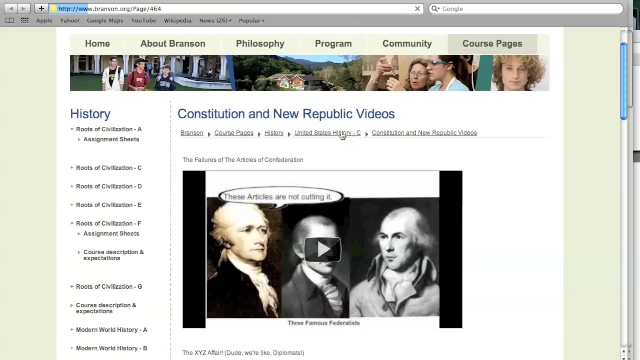 http://www.branson.org/Page/464
Google
Apple Yahoo! Google Maps YouTube Wikipedia News (26) Popular
Home About Branson Philosophy Program Community Course Pages
History
Roots of Civilization - A
Assignment Sheets
Roots of Civilization - C
Roots of Civilization - D
Roots of Civilization - E
Roots of Civilization - F
Assignment Sheets
Course description & expectations
Roots of Civilization - G
Course description & expectations
Modern World History - A
Modern World History - B
Constitution and New Republic Videos
Branson Course Pages History United States History - C Constitution and New Republic Videos
The Failures of The Articles of Confederation
These Articles are not cutting it.
Three Famous Federalists
The XYZ Affair! (Dude, we're like, Diplomats!)